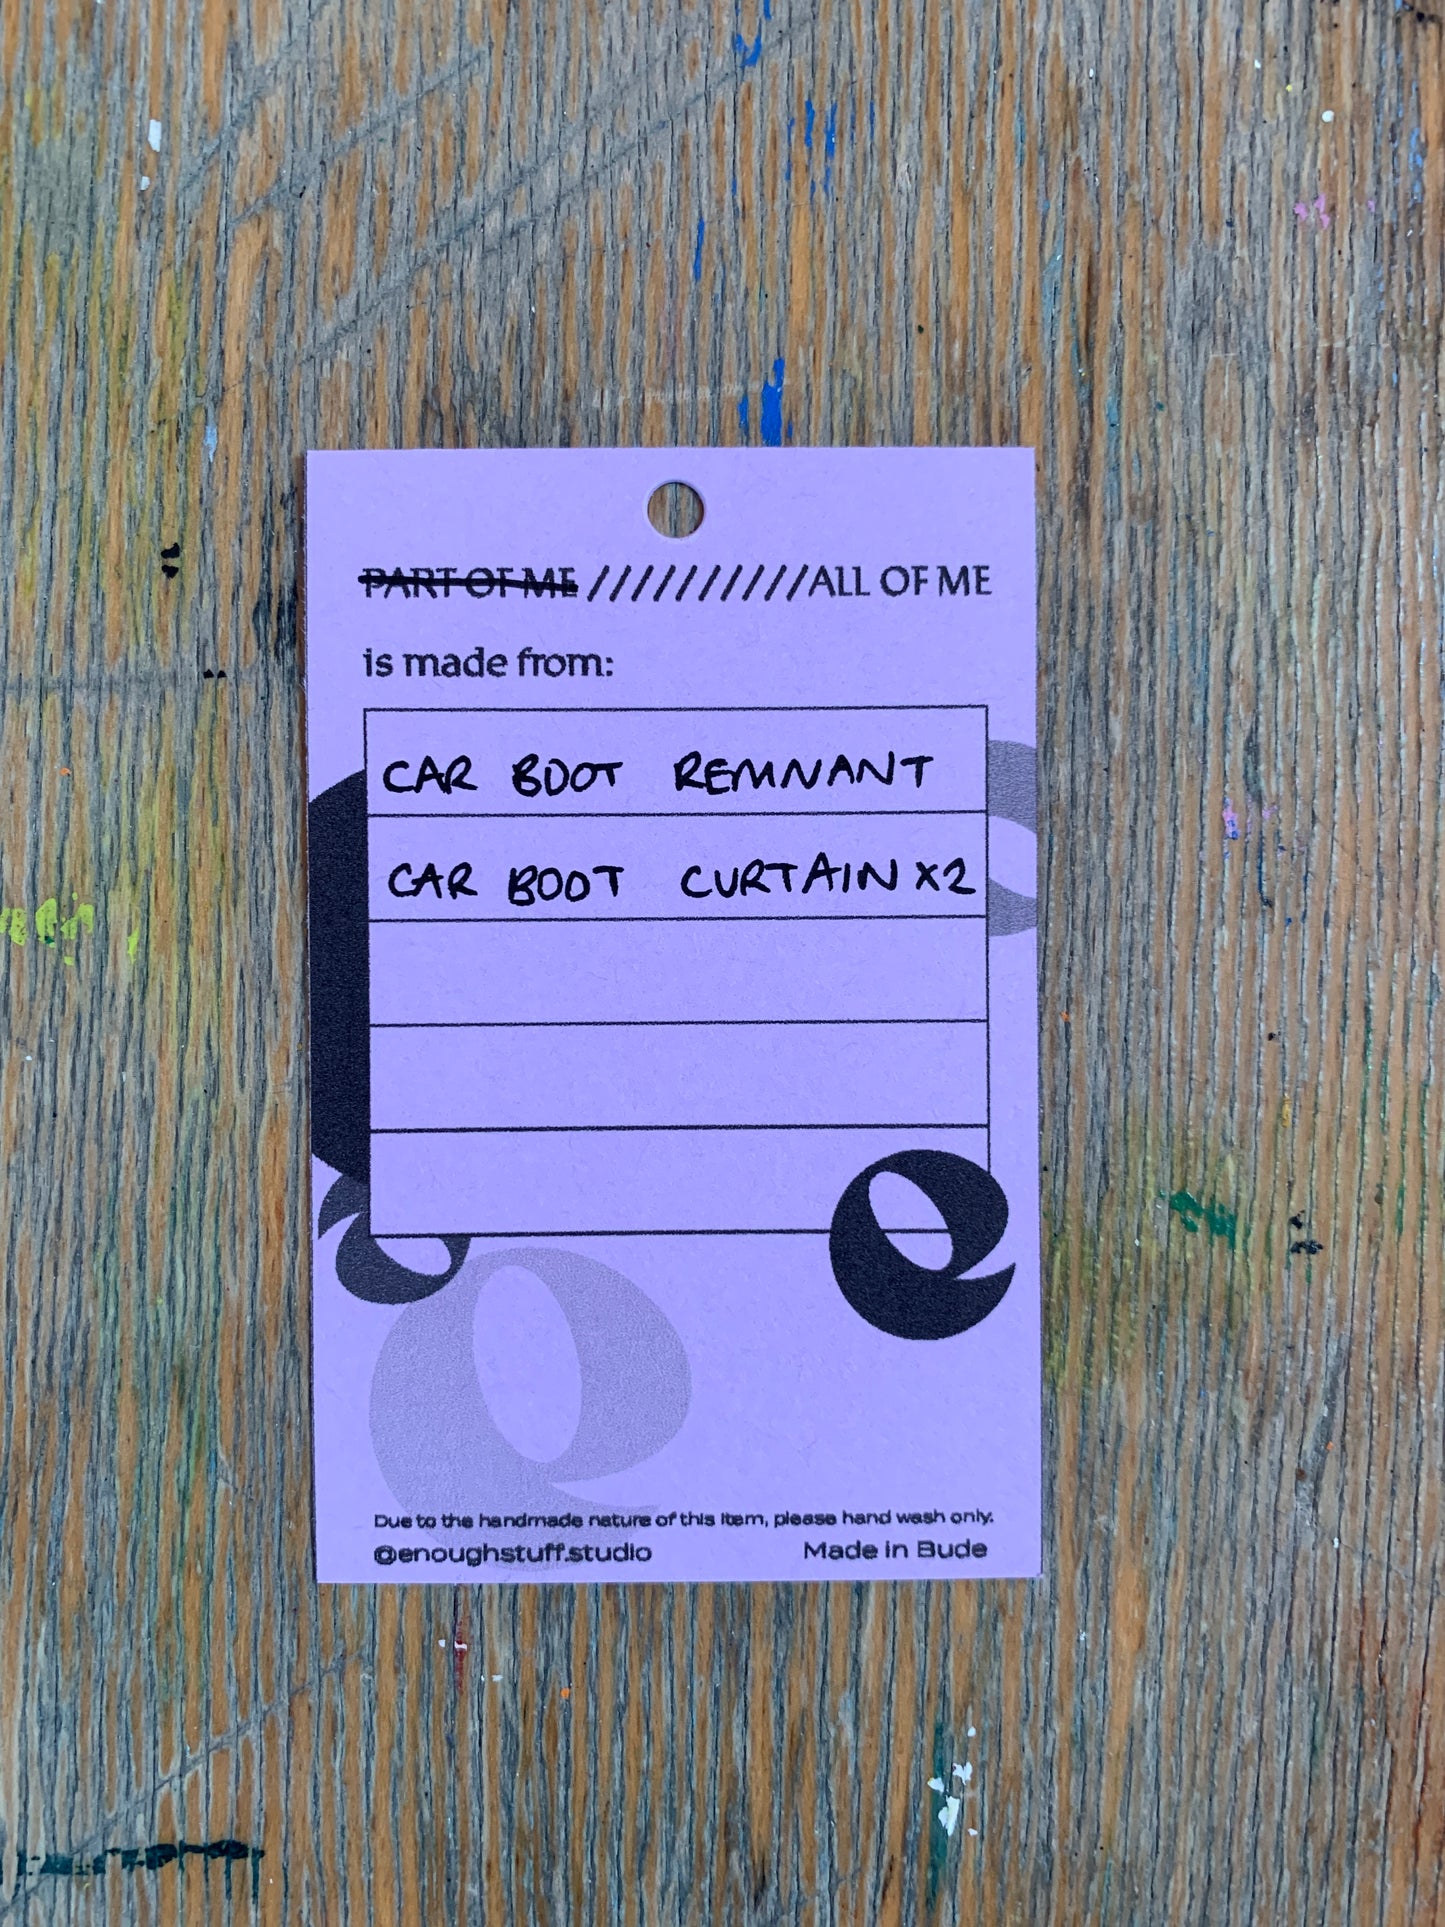 PART OF ME //////////ALL OF ME
is made from:
CAR BOOT REMNANT
CAR BOOT CURTAIN X2
Due to the handmade nature of this item, please hand wash only.
@enoughstuff.studio Made in Bude